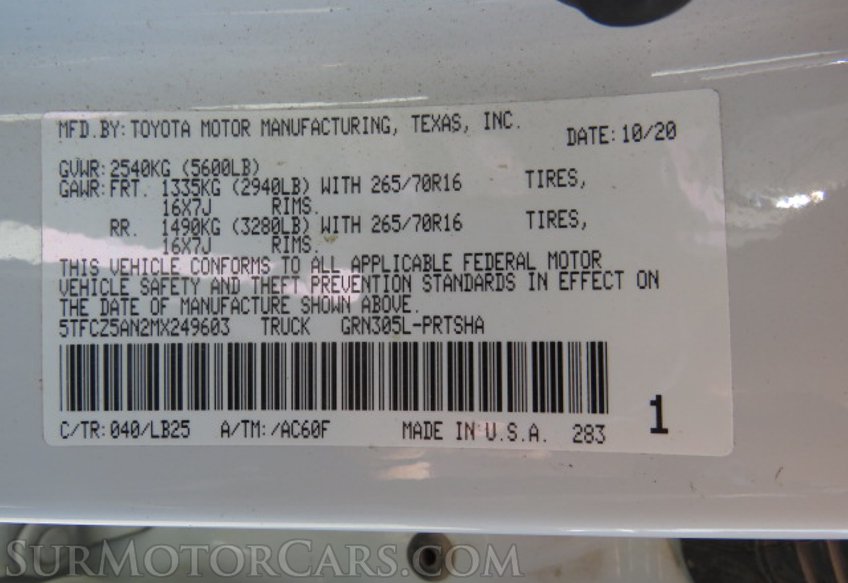 MFD.BY: TOYOTA MOTOR MANUFACTURING, TEXAS, INC. DATE: 10/20
GVWR: 2540KG (5600LB)
GAWR: FRT. 1335KG (2940LB) WITH 265/70R16 TIRES,
16X7J RIMS.
RR. 1490KG (3280LB) WITH 265/70R16 TIRES,
16X7J RIMS.
THIS VEHICLE CONFORMS TO ALL APPLICABLE FEDERAL MOTOR
VEHICLE SAFETY AND THEFT PREVENTION STANDARDS IN EFFECT ON
THE DATE OF MANUFACTURE SHOWN ABOVE.
5TFCZ5AN2MX249603 TRUCK GRN305L-PRTSHA
1
C/TR: 040/LB25 A/TM: /AC60F MADE IN U.S.A. 283
SurMotorCars.com